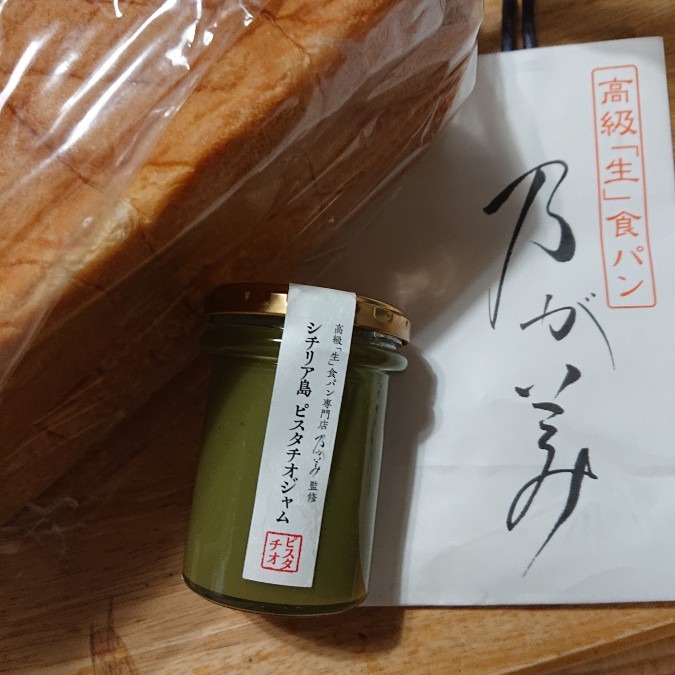 高級「生」食パン
乃が美
高級「生」食パン専門店 乃が美 監修
シチリア島 ピスタチオジャム
ピスタ
チオ